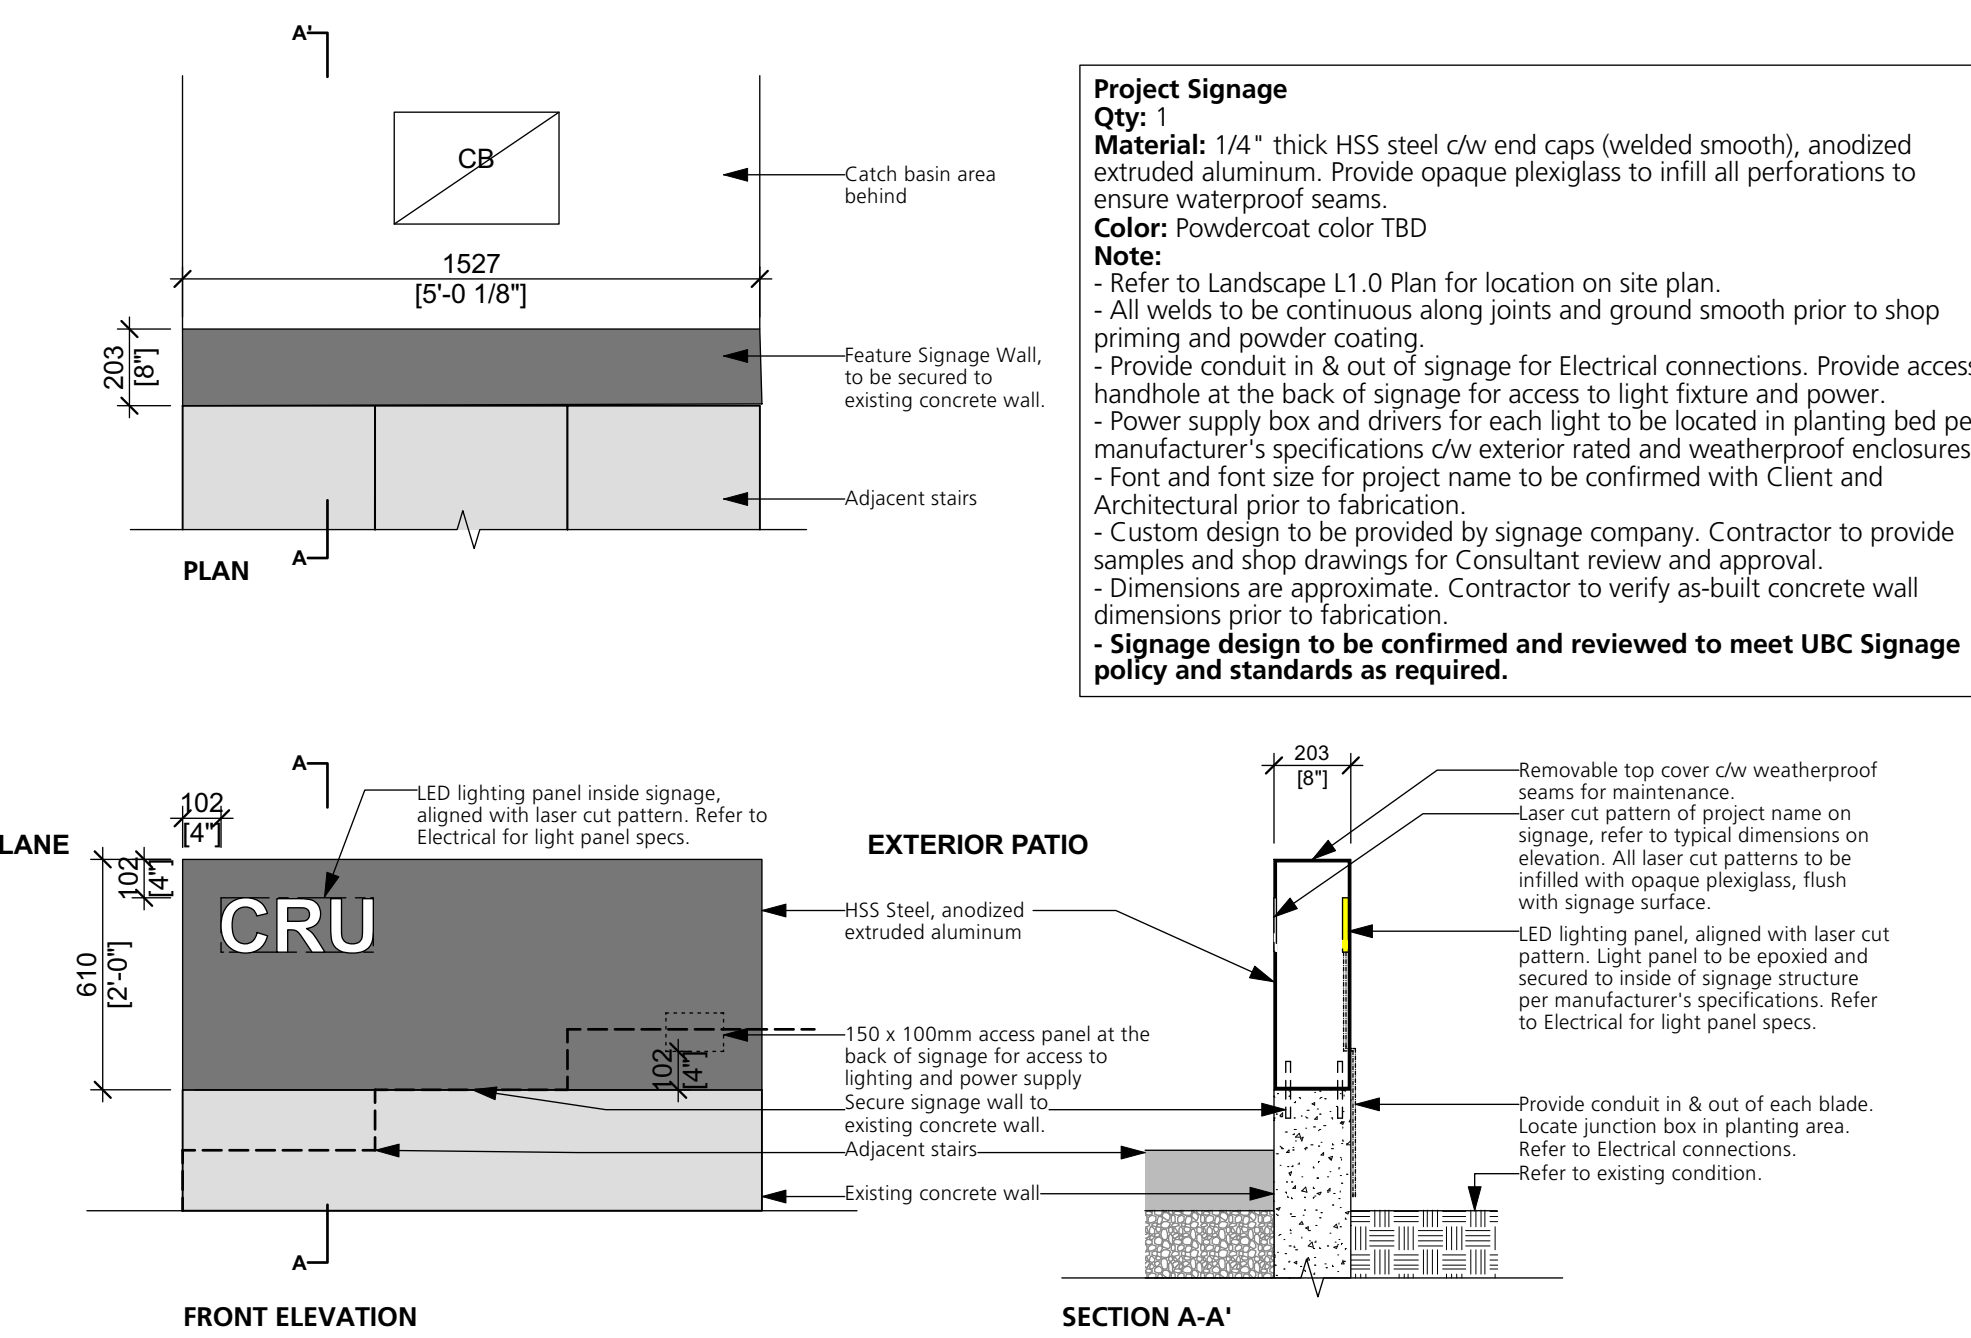 A'
CB
Catch basin area
behind
1527
[5'-0 1/8"]
203
[8"]
Feature Signage Wall,
to be secured to
existing concrete wall.
Adjacent stairs
A
PLAN
Project Signage
Qty: 1
Material: 1/4" thick HSS steel c/w end caps (welded smooth), anodized
extruded aluminum. Provide opaque plexiglass to infill all perforations to
ensure waterproof seams.
Color: Powdercoat color TBD
Note:
- Refer to Landscape L1.0 Plan for location on site plan.
- All welds to be continuous along joints and ground smooth prior to shop
priming and powder coating.
- Provide conduit in & out of signage for Electrical connections. Provide access
handhole at the back of signage for access to light fixture and power.
- Power supply box and drivers for each light to be located in planting bed pe
manufacturer's specifications c/w exterior rated and weatherproof enclosures
- Font and font size for project name to be confirmed with Client and
Architectural prior to fabrication.
- Custom design to be provided by signage company. Contractor to provide
samples and shop drawings for Consultant review and approval.
- Dimensions are approximate. Contractor to verify as-built concrete wall
dimensions prior to fabrication.
- Signage design to be confirmed and reviewed to meet UBC Signage
policy and standards as required.
A
102
[4"]
LED lighting panel inside signage,
aligned with laser cut pattern. Refer to
Electrical for light panel specs.
LANE
EXTERIOR PATIO
102
[4"]
CRU
610
[2'-0"]
HSS Steel, anodized
extruded aluminum
102
[4"]
150 x 100mm access panel at the
back of signage for access to
lighting and power supply
Secure signage wall to
existing concrete wall.
Adjacent stairs
Existing concrete wall
A
FRONT ELEVATION
203
[8"]
Removable top cover c/w weatherproof
seams for maintenance.
Laser cut pattern of project name on
signage, refer to typical dimensions on
elevation. All laser cut patterns to be
infilled with opaque plexiglass, flush
with signage surface.
LED lighting panel, aligned with laser cut
pattern. Light panel to be epoxied and
secured to inside of signage structure
per manufacturer's specifications. Refer
to Electrical for light panel specs.
Provide conduit in & out of each blade.
Locate junction box in planting area.
Refer to Electrical connections.
Refer to existing condition.
SECTION A-A'